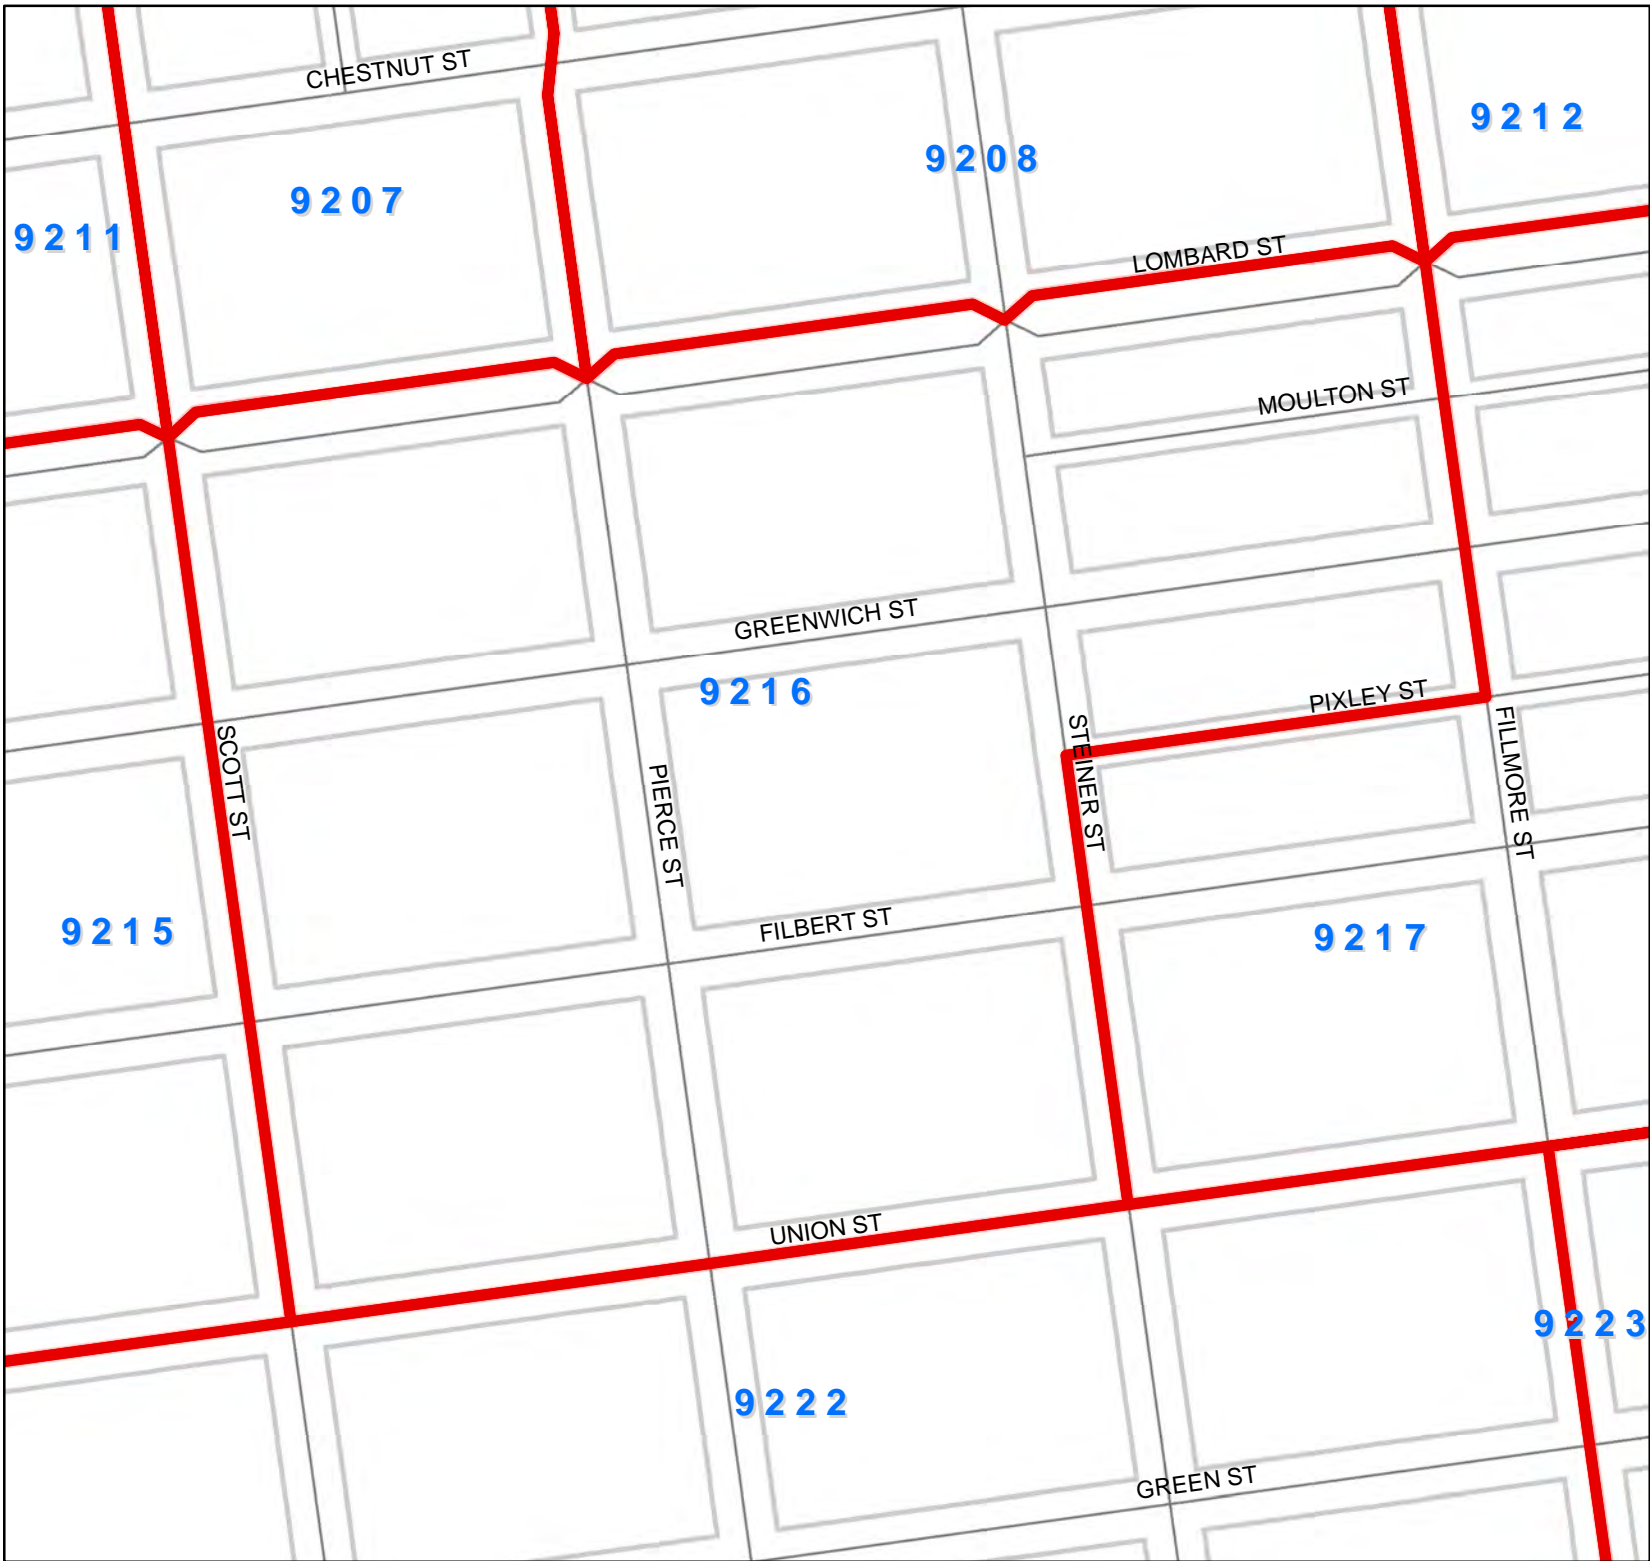 CHESTNUT ST
9212
9208
9207
9211
LOMBARD ST
MOULTON ST
GREENWICH ST
9216
PIXLEY ST
SCOTT ST
PIERCE ST
STEINER ST
FILLMORE ST
FILBERT ST
9215
9217
UNION ST
9223
9222
GREEN ST